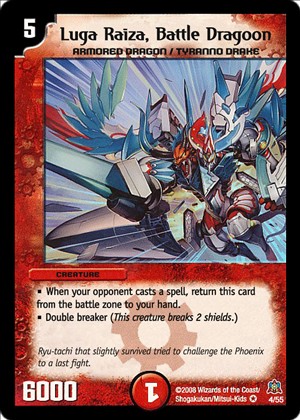 5
Luga Raiza, Battle Dragoon
ARMORED DRAGON / TYRANNO DRAKE
CREATURE
▪ When your opponent casts a spell, return this card from the battle zone to your hand.
▪ Double breaker (This creature breaks 2 shields.)
Ryu-tachi that slightly survived tried to challenge the Phoenix to a last fight.
6000
1
©2008 Wizards of the Coast/
Shogakukan/Mitsui-Kids
4/55